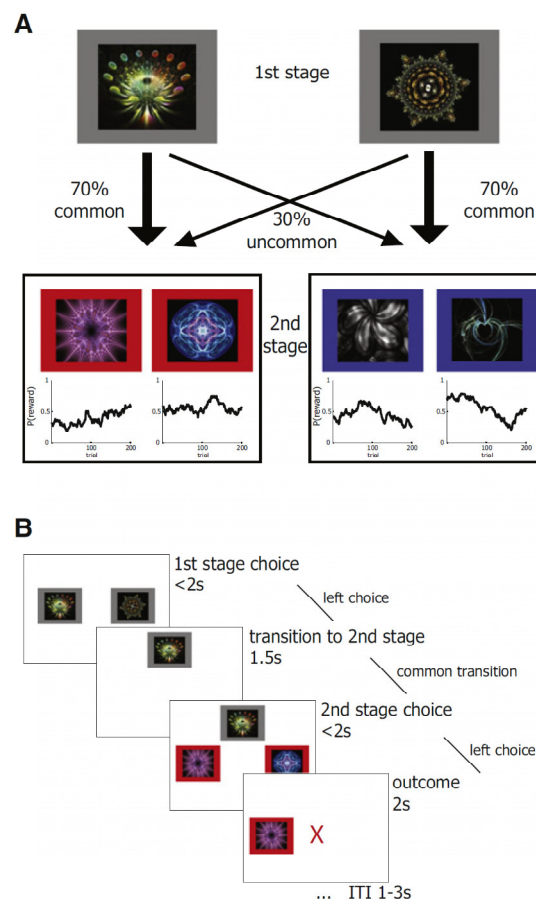 A
1st stage
70%
common
70%
common
30%
uncommon
2nd
stage
P(reward)
1
0.5
0
100
200
trial
1
0.5
0
100
200
trial
1
0.5
0
100
200
trial
1
0.5
0
100
200
trial
B
1st stage choice
<2s
left choice
transition to 2nd stage
1.5s
common transition
2nd stage choice
<2s
left choice
outcome
2s
X
... ITI 1-3s